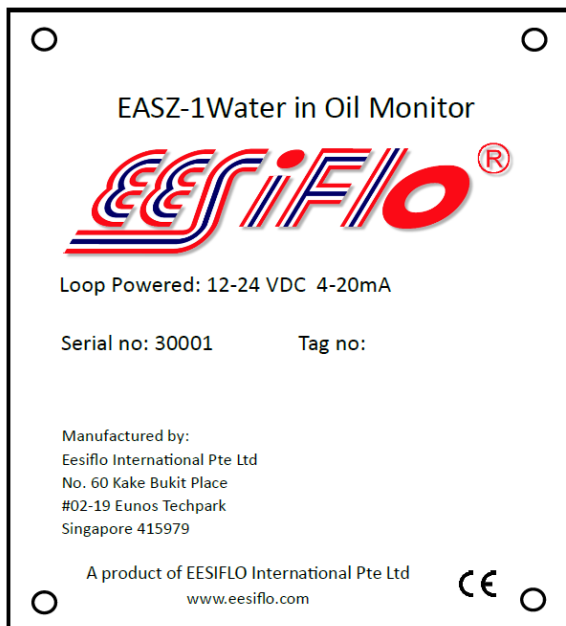 EASZ-1Water in Oil Monitor
EESiFlo ®
Loop Powered: 12-24 VDC 4-20mA
Serial no: 30001 Tag no:
Manufactured by:
Eesiflo International Pte Ltd
No. 60 Kake Bukit Place
#02-19 Eunos Techpark
Singapore 415979
A product of EESIFLO International Pte Ltd CE
www.eesiflo.com